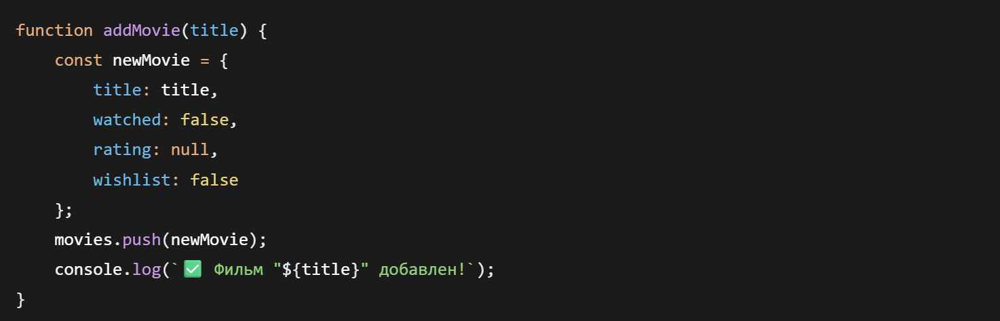 function addMovie(title) {
    const newMovie = {
        title: title,
        watched: false,
        rating: null,
        wishlist: false
    };
    movies.push(newMovie);
    console.log(`✅ Фильм "${title}" добавлен!`);
}